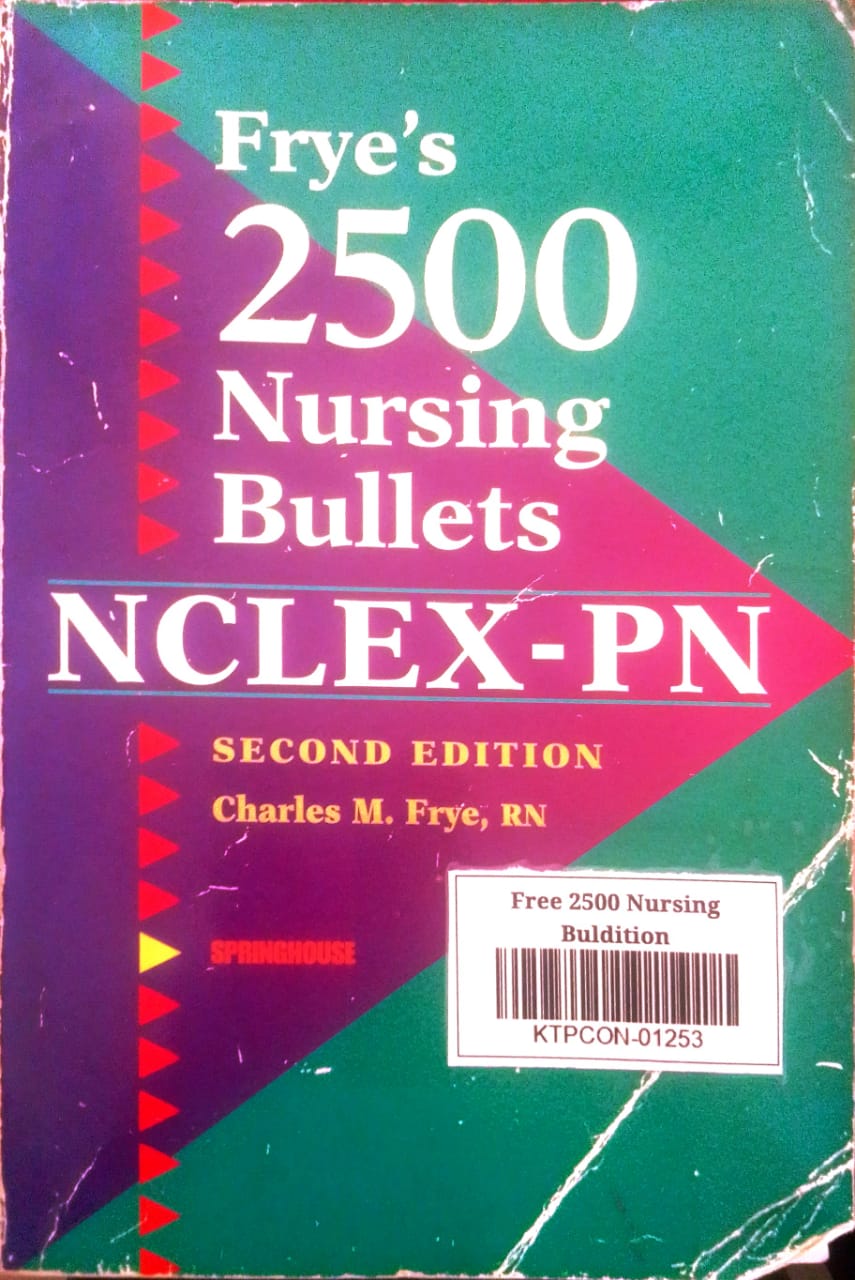 Frye's
2500
Nursing
Bullets
NCLEX-PN
SECOND EDITION
Charles M. Frye, RN
SPRINGHOUSE
Free 2500 Nursing
Buldition
KTPCON-01253